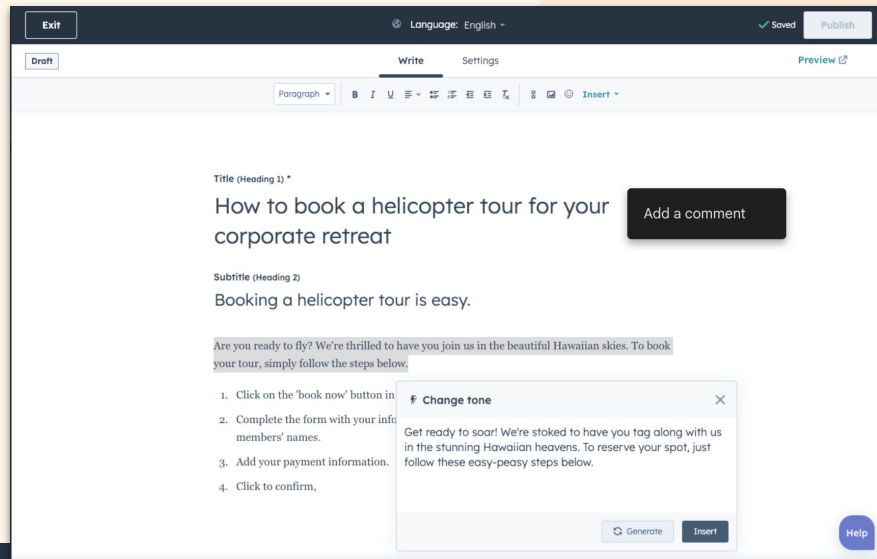 Exit
Language: English
Saved
Publish
Draft
Write
Settings
Preview
Paragraph
B I U
Insert
Title (Heading 1) *
How to book a helicopter tour for your
corporate retreat
Add a comment
Subtitle (Heading 2)
Booking a helicopter tour is easy.
Are you ready to fly? We're thrilled to have you join us in the beautiful Hawaiian skies. To book
your tour, simply follow the steps below.
1. Click on the 'book now' button in
2. Complete the form with your info
members' names.
3. Add your payment information.
4. Click to confirm,
Change tone
Get ready to soar! We're stoked to have you tag along with us
in the stunning Hawaiian heavens. To reserve your spot, just
follow these easy-peasy steps below.
Generate
Insert
Help